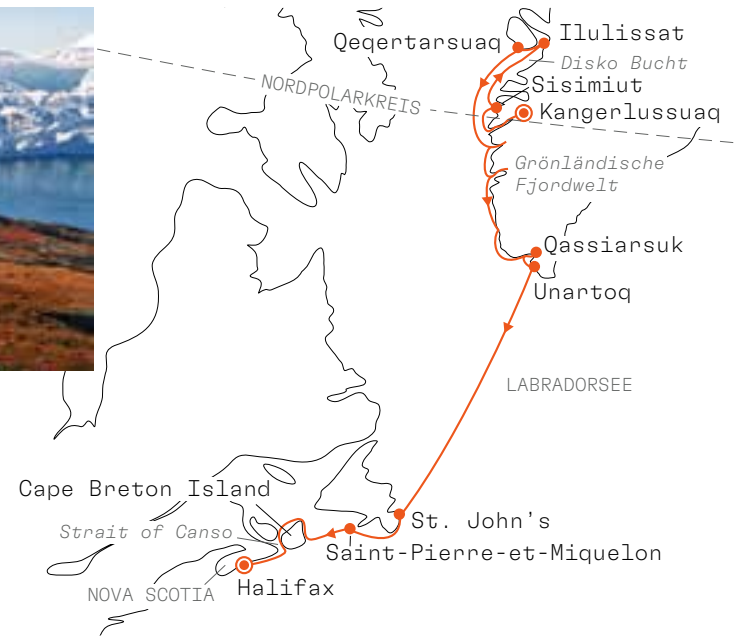 Ilulissat
Qeqertarsuaq
Disko Bucht
Sisimiut
NORDPOLARKREIS
Kangerlussuaq
Grönländische
Fjordwelt
Qassiarsuk
Unartoq
LABRADORSEE
Cape Breton Island
St. John's
Strait of Canso
Saint-Pierre-et-Miquelon
NOVA SCOTIA
Halifax